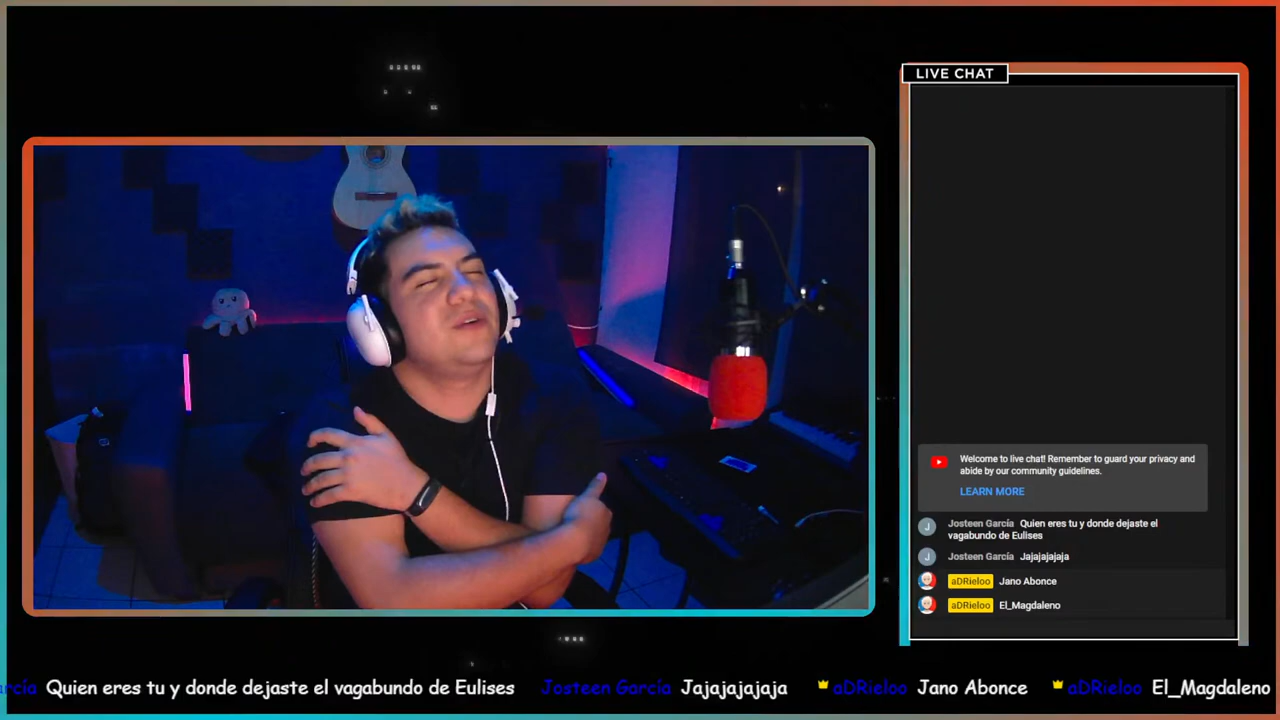 LIVE CHAT
Welcome to live chat! Remember to guard your privacy and
abide by our community guidelines.
LEARN MORE
J Josteen García Quien eres tu y donde dejaste el
vagabundo de Eulises
J Josteen García Jajajajajaja
aDRieloo Jano Abonce
aDRieloo El_Magdaleno
arcía Quien eres tu y donde dejaste el vagabundo de Eulises Josteen García Jajajajajaja aDRieloo Jano Abonce aDRieloo El_Magdaleno